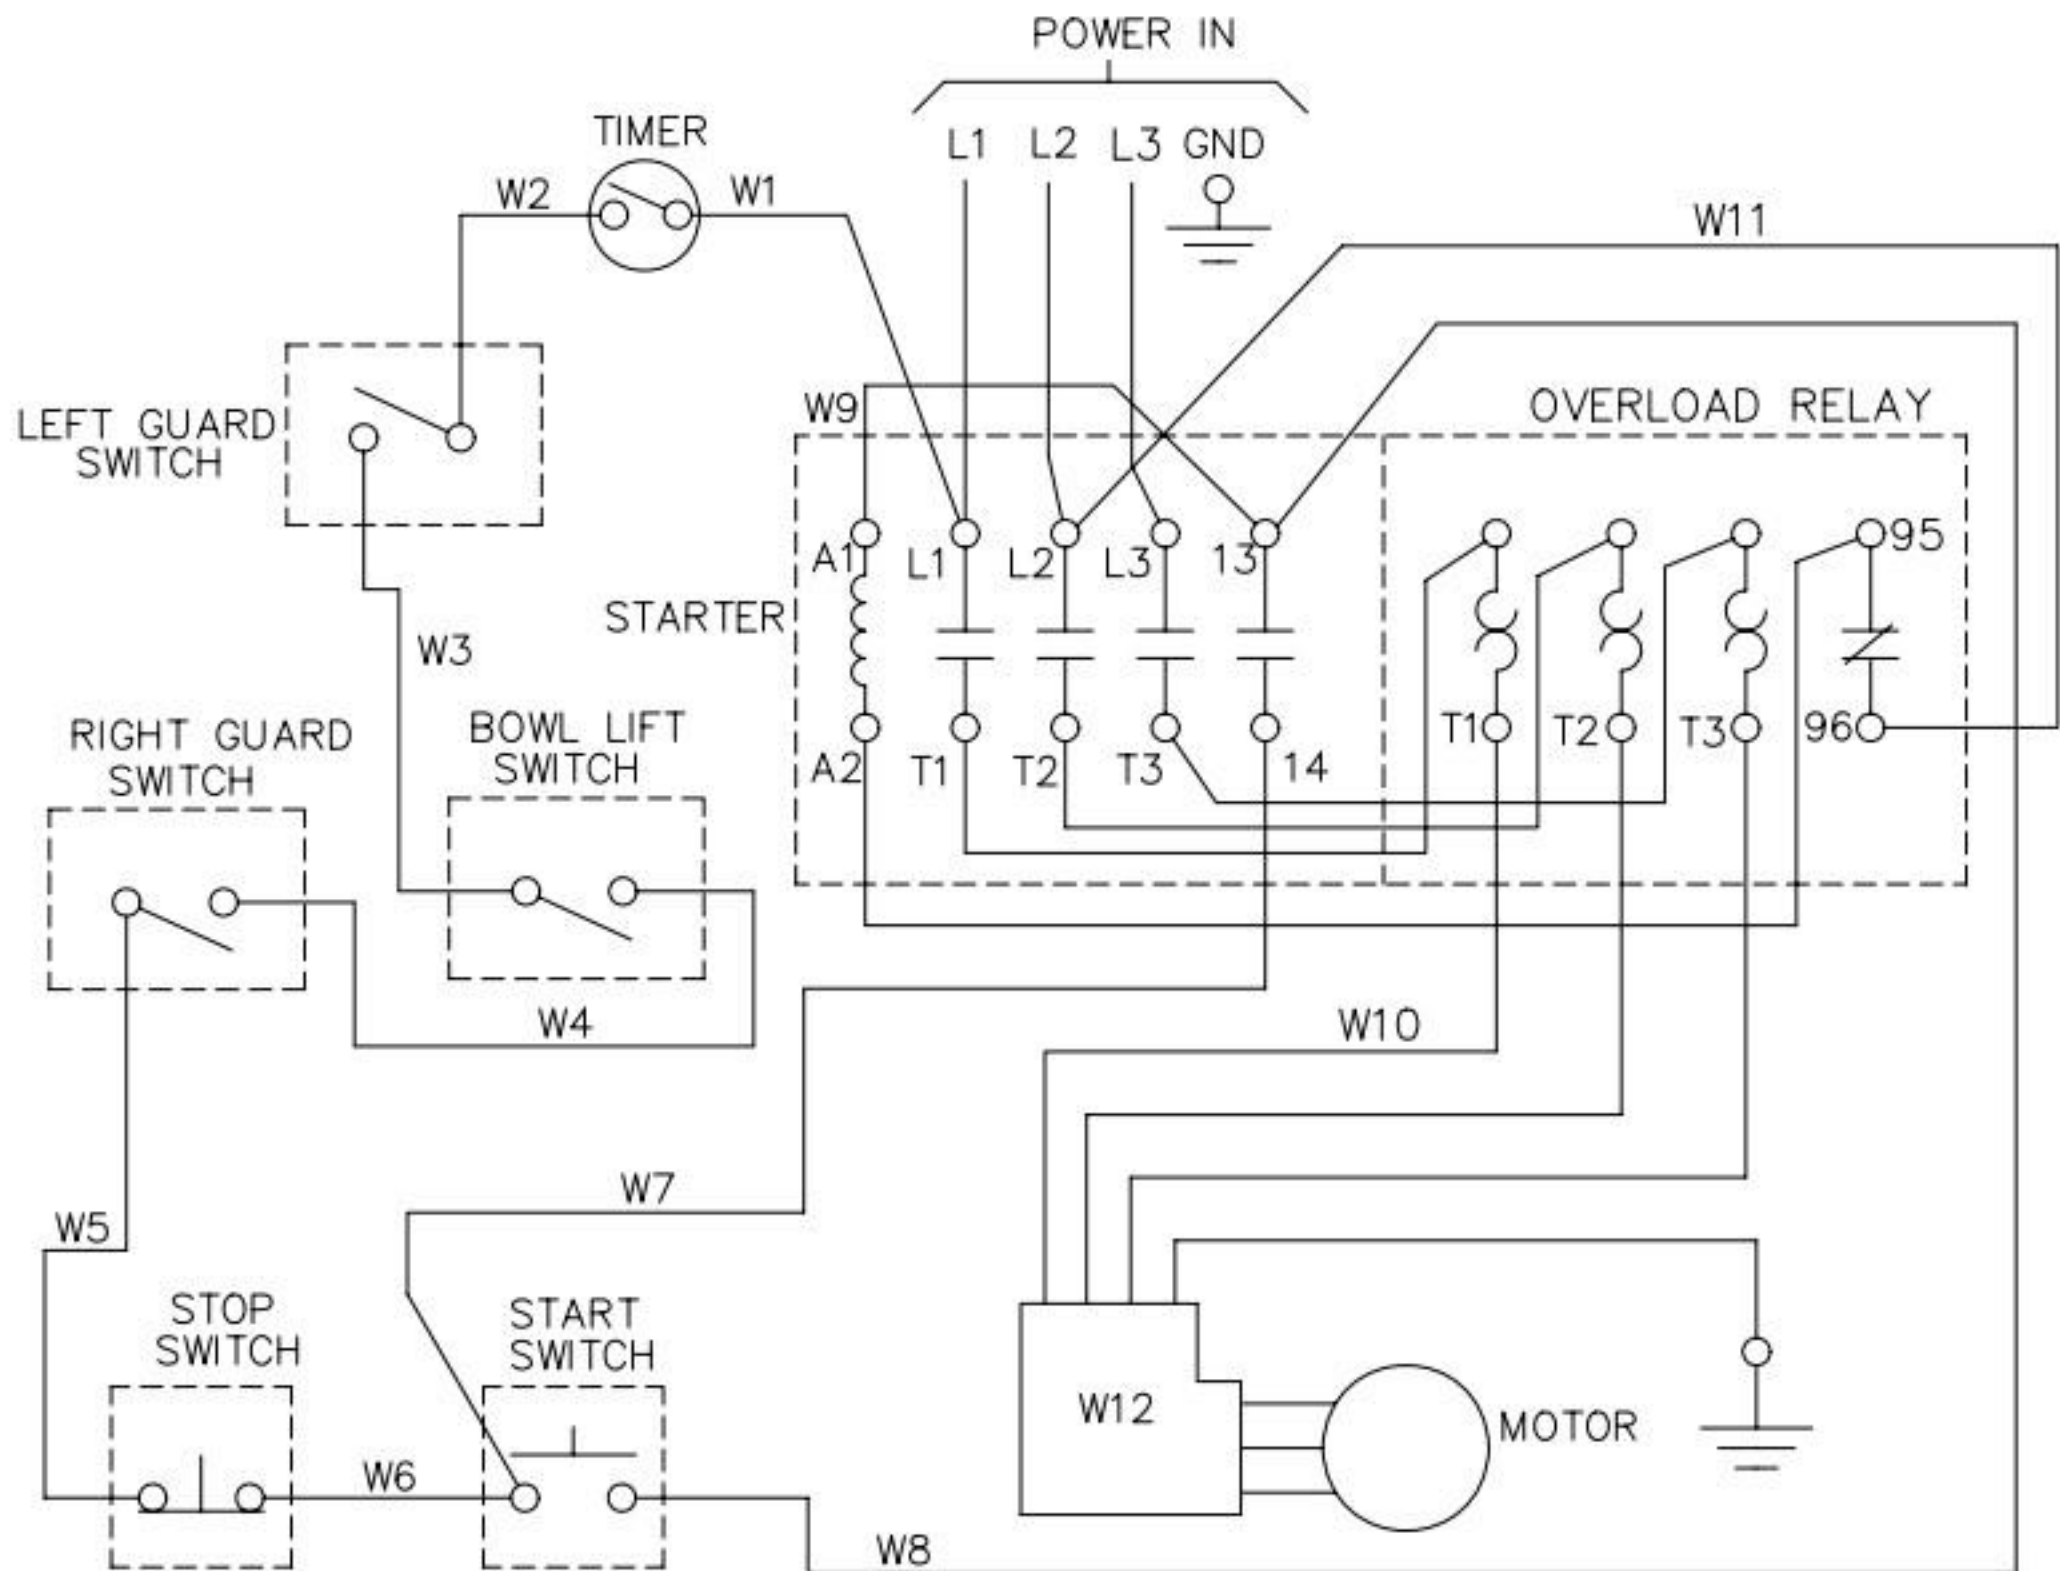 POWER IN
L1 L2 L3 GND
TIMER
W2 W1
W11
LEFT GUARD
SWITCH
W9
OVERLOAD RELAY
A1 L1 L2 L3 13 95
STARTER
W3
RIGHT GUARD
SWITCH
BOWL LIFT
SWITCH
A2 T1 T2 T3 14 T1 T2 T3 96
W4
W10
W7
W5
STOP
SWITCH
START
SWITCH
W12
MOTOR
W6
W8